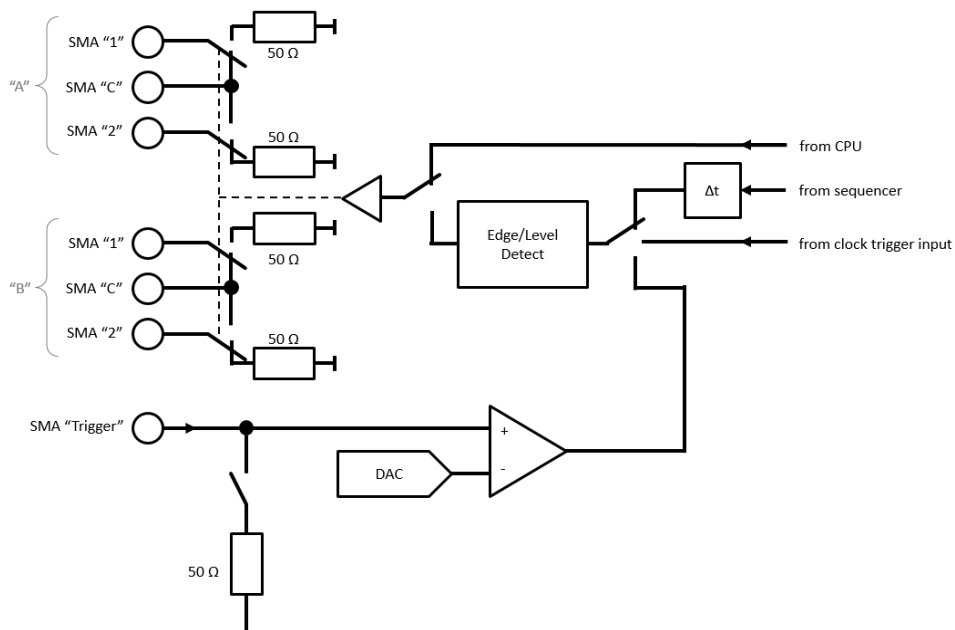 50 Ω
SMA "1"
"A"
SMA "C"
SMA "2"
50 Ω
from CPU
Δt
from sequencer
SMA "1"
50 Ω
Edge/Level
Detect
from clock trigger input
"B"
SMA "C"
SMA "2"
50 Ω
SMA "Trigger"
+
-
DAC
50 Ω